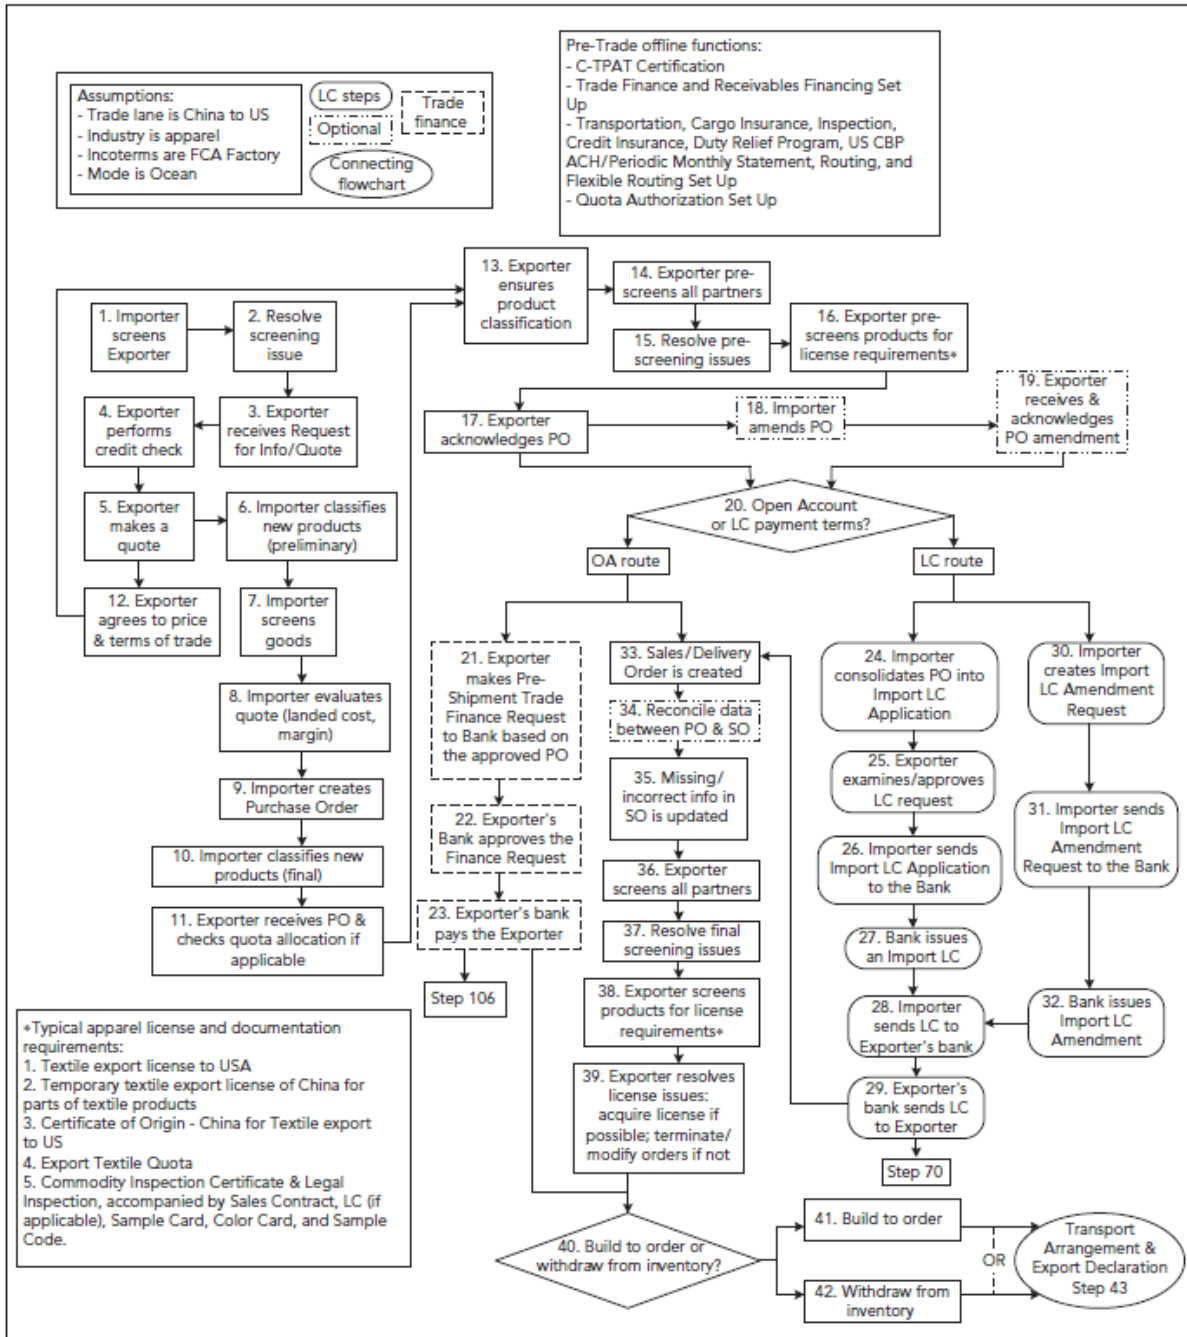 Assumptions:
- Trade lane is China to US
- Industry is apparel
- Incoterms are FCA Factory
- Mode is Ocean
LC steps
Optional
Trade
finance
Connecting
flowchart
Pre-Trade offline functions:
- C-TPAT Certification
- Trade Finance and Receivables Financing Set
Up
- Transportation, Cargo Insurance, Inspection,
Credit Insurance, Duty Relief Program, US CBP
ACH/Periodic Monthly Statement, Routing, and
Flexible Routing Set Up
- Quota Authorization Set Up
1. Importer
screens
Exporter
2. Resolve
screening
issue
3. Exporter
receives Request
for Info/Quote
4. Exporter
performs
credit check
5. Exporter
makes a
quote
6. Importer classifies
new products
(preliminary)
7. Importer
screens
goods
8. Importer evaluates
quote (landed cost,
margin)
9. Importer creates
Purchase Order
10. Importer classifies new
products (final)
11. Exporter receives PO &
checks quota allocation if
applicable
12. Exporter
agrees to price
& terms of trade
13. Exporter
ensures
product
classification
14. Exporter pre-
screens all partners
15. Resolve pre-
screening issues
16. Exporter pre-
screens products for
license requirements*
17. Exporter
acknowledges PO
18. Importer
amends PO
19. Exporter
receives &
acknowledges
PO amendment
20. Open Account
or LC payment terms?
OA route
LC route
21. Exporter
makes Pre-
Shipment Trade
Finance Request
to Bank based on
the approved PO
22. Exporter's
Bank approves the
Finance Request
23. Exporter's bank
pays the Exporter
Step 106
33. Sales/Delivery
Order is created
34. Reconcile data
between PO & SO
35. Missing/
incorrect info in
SO is updated
36. Exporter
screens all partners
37. Resolve final
screening issues
38. Exporter screens
products for license
requirements*
39. Exporter resolves
license issues:
acquire license if
possible; terminate/
modify orders if not
24. Importer
consolidates PO into
Import LC
Application
25. Exporter
examines/approves
LC request
26. Importer sends
Import LC Application
to the Bank
27. Bank issues
an Import LC
28. Importer
sends LC to
Exporter's bank
29. Exporter's
bank sends LC
to Exporter
Step 70
30. Importer
creates Import
LC Amendment
Request
31. Importer sends
Import LC
Amendment
Request to the Bank
32. Bank issues
Import LC
Amendment
40. Build to order or
withdraw from inventory?
41. Build to order
42. Withdraw from
inventory
OR
Transport
Arrangement &
Export Declaration
Step 43
*Typical apparel license and documentation
requirements:
1. Textile export license to USA
2. Temporary textile export license of China for
parts of textile products
3. Certificate of Origin - China for Textile export
to US
4. Export Textile Quota
5. Commodity Inspection Certificate & Legal
Inspection, accompanied by Sales Contract, LC (if
applicable), Sample Card, Color Card, and Sample
Code.